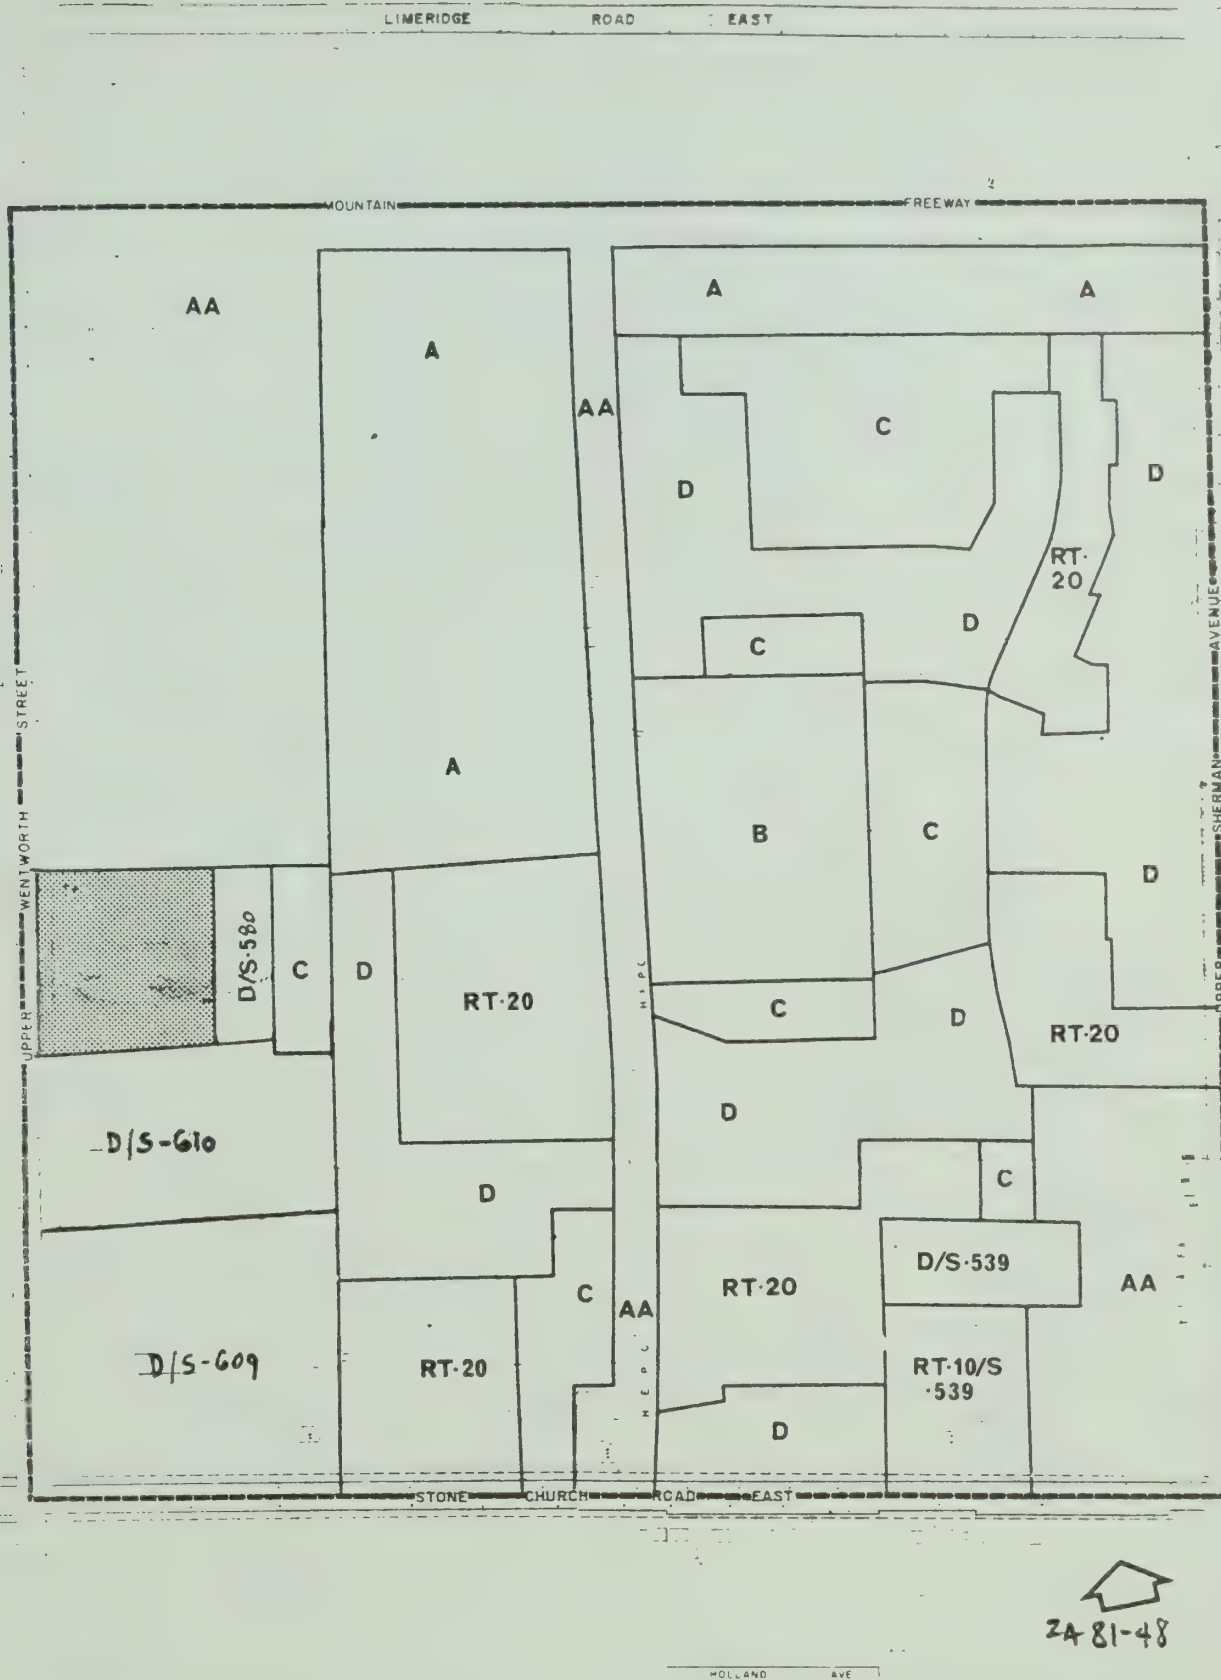 LIMERIDGE ROAD EAST
MOUNTAIN FREEWAY
AA
A
A
A
AA
C
D
D
RT·
20
D
C
UPPER WENTWORTH STREET
UPPER SHERMAN AVENUE
A
B
C
D
D/S·580
C
D
RT·20
H E P C
C
D
RT·20
D/S-610
D
D
C
D/S·539
C
AA
RT·20
AA
D/S-609
RT·20
RT·10/S
·539
H E P C
D
STONE CHURCH ROAD EAST
ZA 81-48
HOLLAND AVE